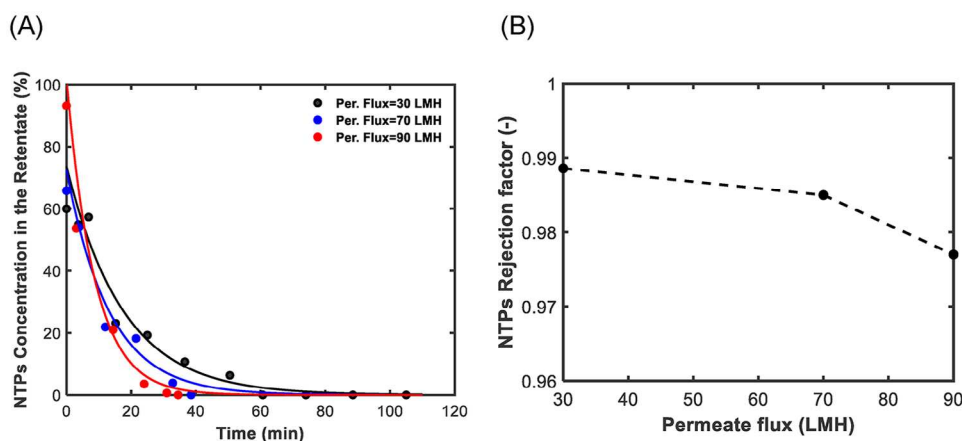 (A)
(B)
NTPs Concentration in the Retentate (%)
100
80
60
40
20
0
0 20 40 60 80 100 120
Time (min)
Per. Flux=30 LMH
Per. Flux=70 LMH
Per. Flux=90 LMH
NTPs Rejection factor (-)
1
0.99
0.98
0.97
0.96
30 40 50 60 70 80 90
Permeate flux (LMH)